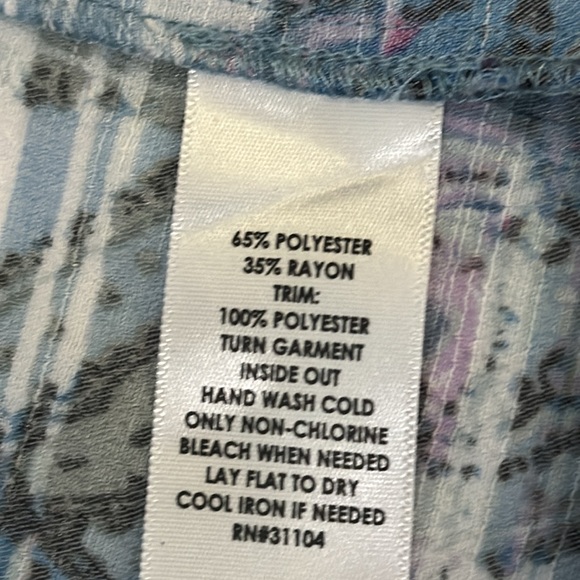 65% POLYESTER
35% RAYON
TRIM:
100% POLYESTER
TURN GARMENT
INSIDE OUT
HAND WASH COLD
ONLY NON-CHLORINE
BLEACH WHEN NEEDED
LAY FLAT TO DRY
COOL IRON IF NEEDED
RN#31104